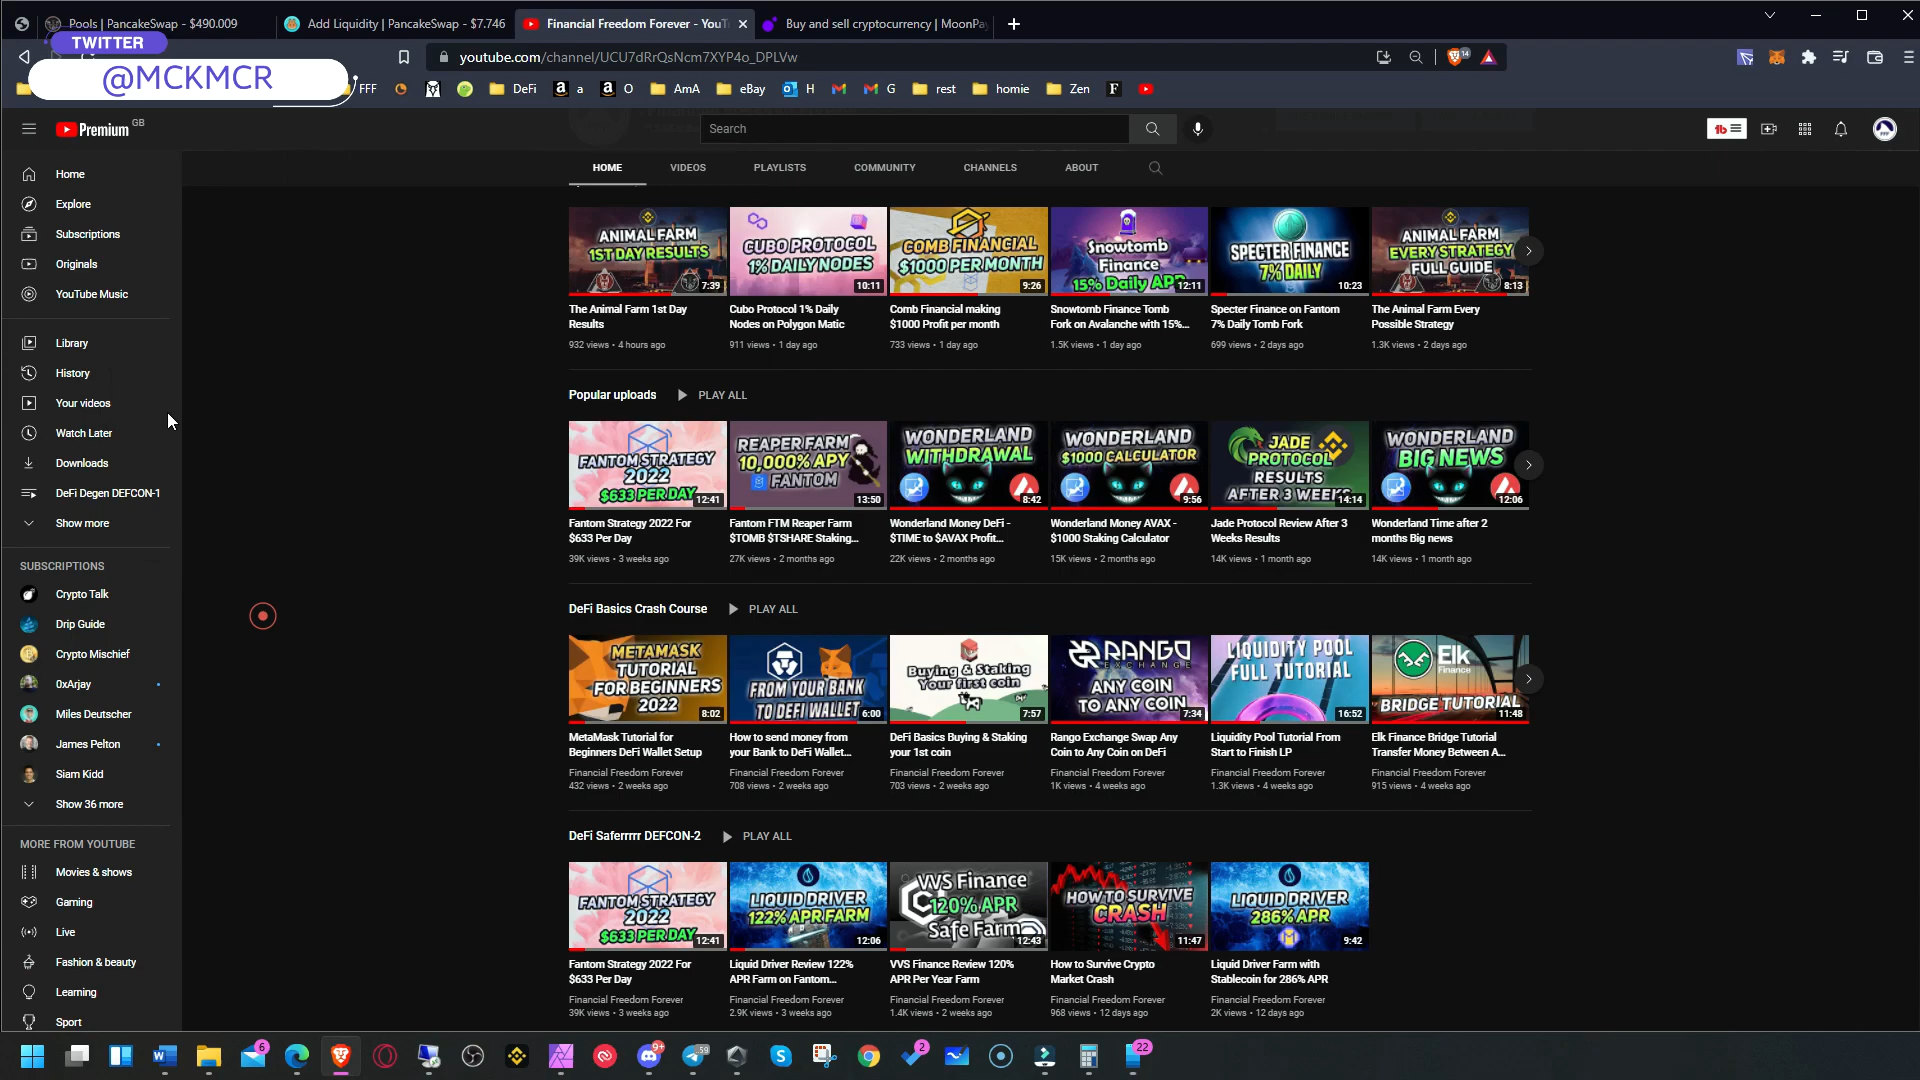 Pools | PancakeSwap - $490.009
Add Liquidity | PancakeSwap - $7.746
Financial Freedom Forever - YouT
Buy and sell cryptocurrency | MoonPa
TWITTER
@MCKMCR
youtube.com/channel/UCU7dRrQsNcm7XYP4o_DPLVw
14
FFF
DeFi
a
O
AmA
eBay
H
G
rest
homie
Zen
Premium GB
Search
HOME
VIDEOS
PLAYLISTS
COMMUNITY
CHANNELS
ABOUT
Home
Explore
Subscriptions
Originals
YouTube Music
Library
History
Your videos
Watch Later
Downloads
DeFi Degen DEFCON-1
Show more
SUBSCRIPTIONS
Crypto Talk
Drip Guide
Crypto Mischief
0xArjay
Miles Deutscher
James Pelton
Siam Kidd
Show 36 more
MORE FROM YOUTUBE
Movies & shows
Gaming
Live
Fashion & beauty
Learning
Sport
ANIMAL FARM
1ST DAY RESULTS
7:39
The Animal Farm 1st Day
Results
932 views • 4 hours ago
CUBO PROTOCOL
1% DAILY NODES
10:11
Cubo Protocol 1% Daily
Nodes on Polygon Matic
911 views • 1 day ago
COMB FINANCIAL
$1000 PER MONTH
9:26
Comb Financial making
$1000 Profit per month
733 views • 1 day ago
Snowtomb
Finance
15% Daily APR
12:11
Snowtomb Finance Tomb
Fork on Avalanche with 15%...
1.5K views • 1 day ago
SPECTER FINANCE
7% DAILY
10:23
Specter Finance on Fantom
7% Daily Tomb Fork
699 views • 2 days ago
ANIMAL FARM
EVERY STRATEGY
FULL GUIDE
8:13
The Animal Farm Every
Possible Strategy
1.3K views • 2 days ago
Popular uploads
PLAY ALL
FANTOM STRATEGY
2022
$633 PER DAY
12:41
Fantom Strategy 2022 For
$633 Per Day
39K views • 3 weeks ago
REAPER FARM
10,000% APY
FANTOM
13:50
Fantom FTM Reaper Farm
$TOMB $TSHARE Staking...
27K views • 2 months ago
WONDERLAND
WITHDRAWAL
8:42
Wonderland Money DeFi -
$TIME to $AVAX Profit...
22K views • 2 months ago
WONDERLAND
$1000 CALCULATOR
9:56
Wonderland Money AVAX -
$1000 Staking Calculator
15K views • 2 months ago
JADE
PROTOCOL
RESULTS
AFTER 3 WEEKS
14:14
Jade Protocol Review After 3
Weeks Results
14K views • 1 month ago
WONDERLAND
BIG NEWS
12:06
Wonderland Time after 2
months Big news
14K views • 1 month ago
DeFi Basics Crash Course
PLAY ALL
METAMASK
TUTORIAL
FOR BEGINNERS
2022
8:02
MetaMask Tutorial for
Beginners DeFi Wallet Setup
Financial Freedom Forever
432 views • 2 weeks ago
FROM YOUR BANK
TO DEFI WALLET
6:00
How to send money from
your Bank to DeFi Wallet...
Financial Freedom Forever
708 views • 2 weeks ago
Buying & Staking
Your first coin
7:57
DeFi Basics Buying & Staking
your 1st coin
Financial Freedom Forever
703 views • 2 weeks ago
RANGO
EXCHANGE
ANY COIN
TO ANY COIN
7:34
Rango Exchange Swap Any
Coin to Any Coin on DeFi
Financial Freedom Forever
1K views • 4 weeks ago
LIQUIDITY POOL
FULL TUTORIAL
16:52
Liquidity Pool Tutorial From
Start to Finish LP
Financial Freedom Forever
1.3K views • 4 weeks ago
Elk
Finance
BRIDGE TUTORIAL
11:48
Elk Finance Bridge Tutorial
Transfer Money Between A...
Financial Freedom Forever
915 views • 4 weeks ago
DeFi Saferrrrr DEFCON-2
PLAY ALL
FANTOM STRATEGY
2022
$633 PER DAY
12:41
Fantom Strategy 2022 For
$633 Per Day
Financial Freedom Forever
39K views • 3 weeks ago
LIQUID DRIVER
122% APR FARM
12:06
Liquid Driver Review 122%
APR Farm on Fantom...
Financial Freedom Forever
2.9K views • 3 weeks ago
VVS Finance
120% APR
Safe Farm
12:43
VVS Finance Review 120%
APR Per Year Farm
Financial Freedom Forever
1.4K views • 2 weeks ago
HOW TO SURVIVE
CRASH
11:47
How to Survive Crypto
Market Crash
Financial Freedom Forever
968 views • 12 days ago
LIQUID DRIVER
286% APR
9:42
Liquid Driver Farm with
Stablecoin for 286% APR
Financial Freedom Forever
2K views • 12 days ago
6
9+
59
2
22